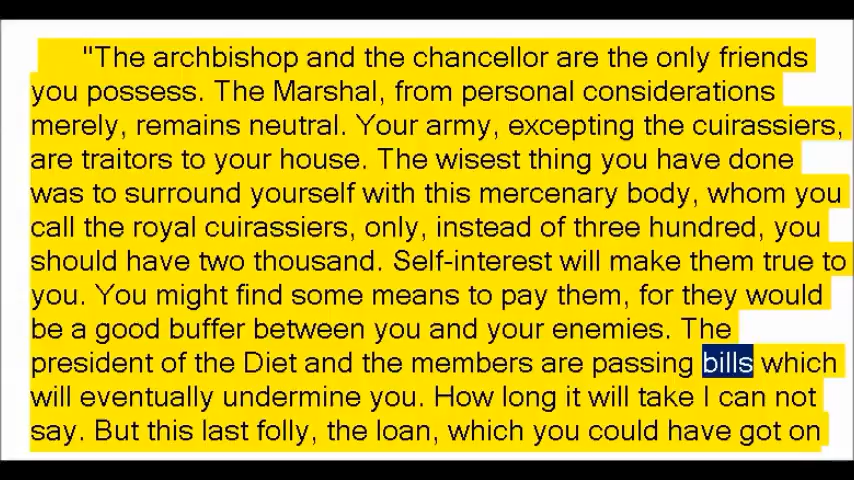 "The archbishop and the chancellor are the only friends
you possess. The Marshal, from personal considerations
merely, remains neutral. Your army, excepting the cuirassiers,
are traitors to your house. The wisest thing you have done
was to surround yourself with this mercenary body, whom you
call the royal cuirassiers, only, instead of three hundred, you
should have two thousand. Self-interest will make them true to
you. You might find some means to pay them, for they would
be a good buffer between you and your enemies. The
president of the Diet and the members are passing bills which
will eventually undermine you. How long it will take I can not
say. But this last folly, the loan, which you could have got on